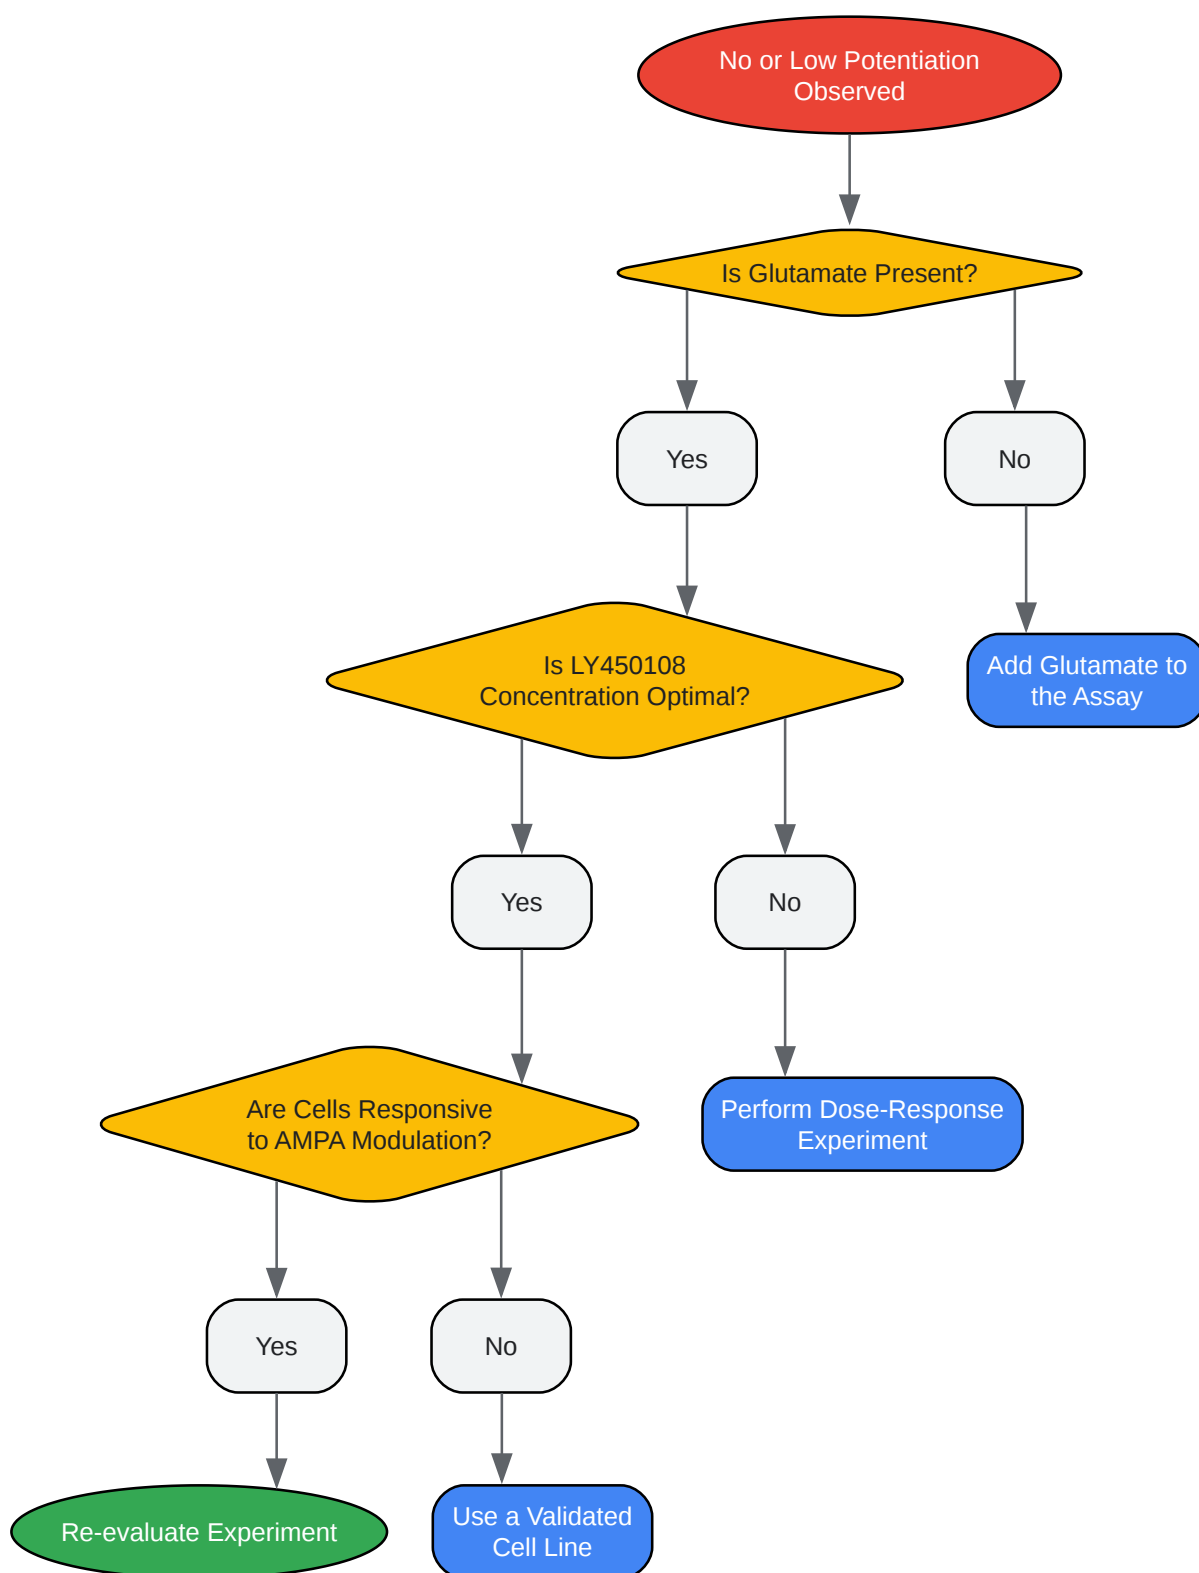 No or Low Potentiation
Observed
Is Glutamate Present?
Yes
No
Is LY450108
Concentration Optimal?
Add Glutamate to
the Assay
Yes
No
Are Cells Responsive
to AMPA Modulation?
Perform Dose-Response
Experiment
Yes
No
Re-evaluate Experiment
Use a Validated
Cell Line